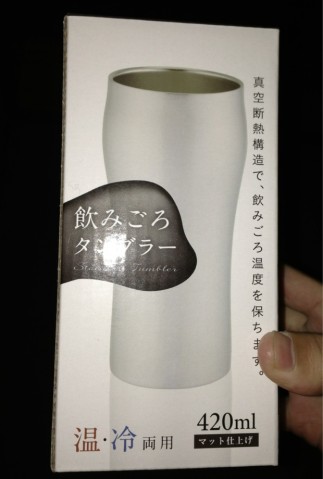 真空断熱構造で、飲みごろ温度を保ちます。
飲みごろ
タンブラー
温・冷 両用
420ml
マット仕上げ